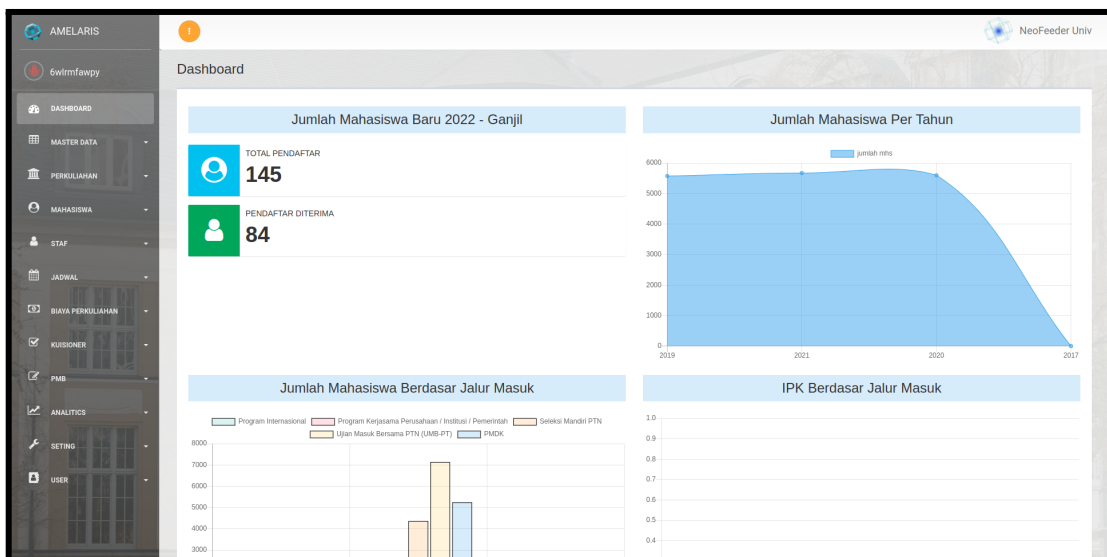 AMELARIS
!
NeoFeeder Univ
6wlrmfawpy
Dashboard
DASHBOARD
MASTER DATA
PERKULIAHAN
MAHASISWA
STAF
JADWAL
BIAYA PERKULIAHAN
KUISIONER
PMB
ANALITICS
SETING
USER
Jumlah Mahasiswa Baru 2022 - Ganjil
TOTAL PENDAFTAR
145
PENDAFTAR DITERIMA
84
Jumlah Mahasiswa Per Tahun
jumlah mhs
6000
5000
4000
3000
2000
1000
0
2019 2021 2020 2017
Jumlah Mahasiswa Berdasar Jalur Masuk
Program Internasional Program Kerjasama Perusahaan / Institusi / Pemerintah Seleksi Mandiri PTN
Ujian Masuk Bersama PTN (UMB-PT) PMDK
8000
7000
6000
5000
4000
3000
IPK Berdasar Jalur Masuk
1.0
0.9
0.8
0.7
0.6
0.5
0.4